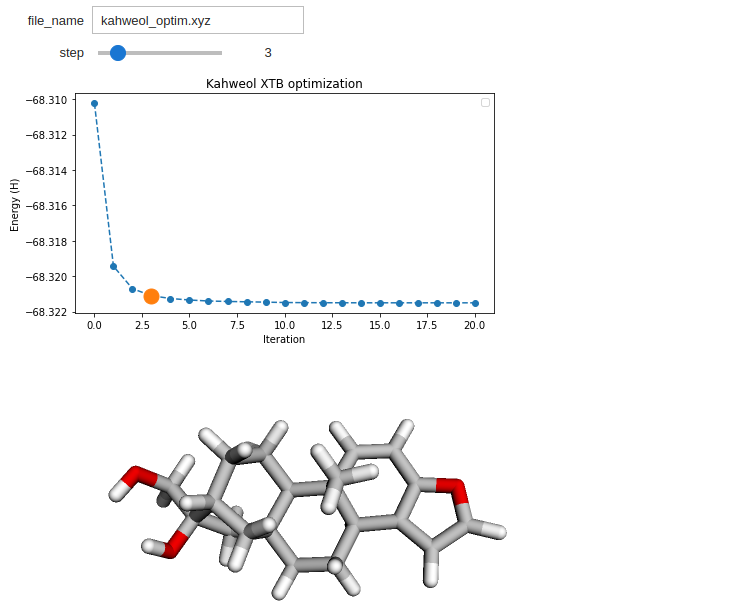 file_name kahweol_optim.xyz
step 3
Kahweol XTB optimization
Energy (H)
−68.310
−68.312
−68.314
−68.316
−68.318
−68.320
−68.322
0.0 2.5 5.0 7.5 10.0 12.5 15.0 17.5 20.0
Iteration